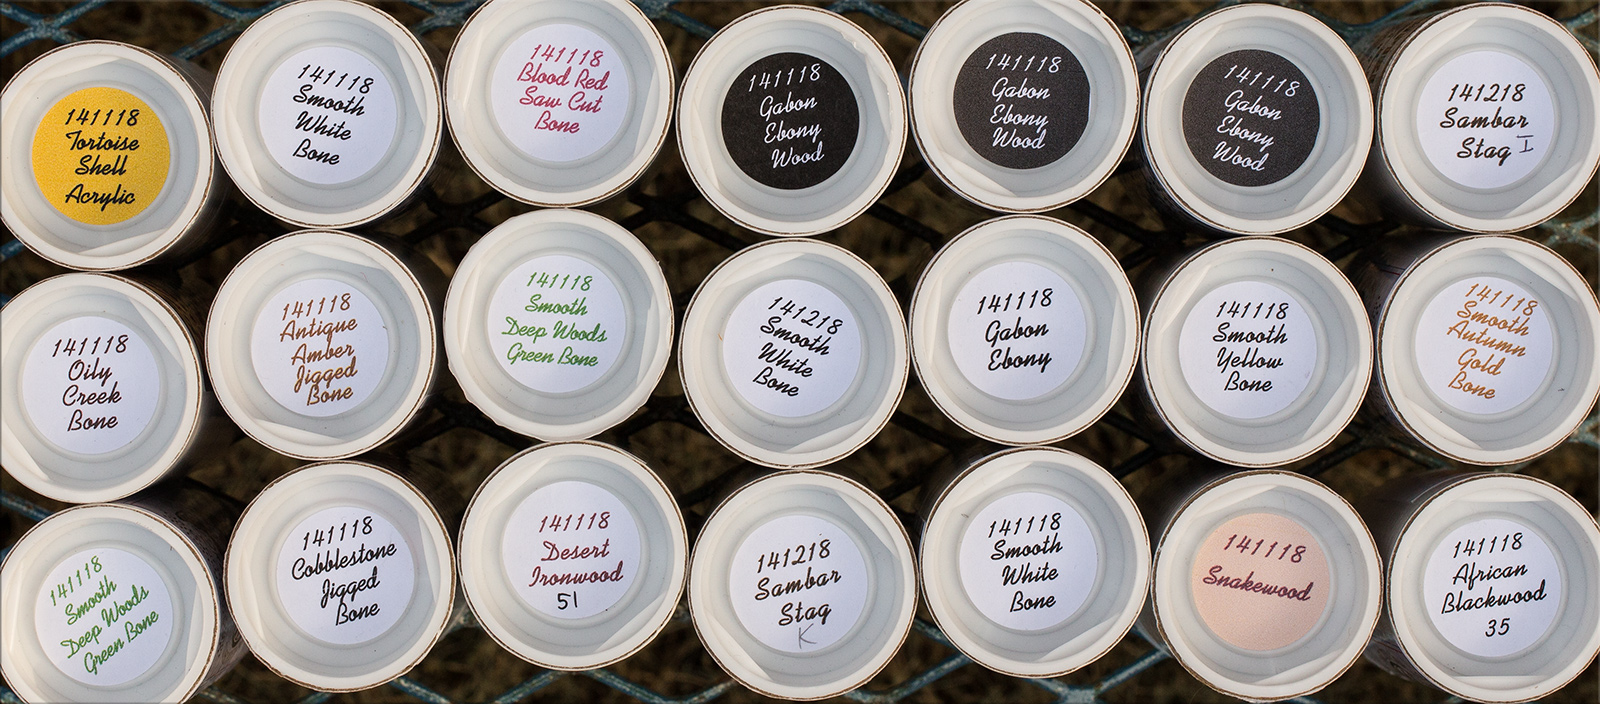 141118
Tortoise
Shell
Acrylic
141118
Smooth
White
Bone
141118
Blood Red
Saw Cut
Bone
141118
Gabon
Ebony
Wood
141118
Gabon
Ebony
Wood
141118
Gabon
Ebony
Wood
141218
Sambar
Stag I
141118
Oily
Creek
Bone
141118
Antique
Amber
Jigged
Bone
141118
Smooth
Deep Woods
Green Bone
141218
Smooth
White
Bone
141118
Gabon
Ebony
141118
Smooth
Yellow
Bone
141118
Smooth
Autumn
Gold
Bone
141118
Smooth
Deep Woods
Green Bone
141118
Cobblestone
Jigged
Bone
141118
Desert
Ironwood
51
141218
Sambar
Stag
K
141118
Smooth
White
Bone
141118
Snakewood
141118
African
Blackwood
35